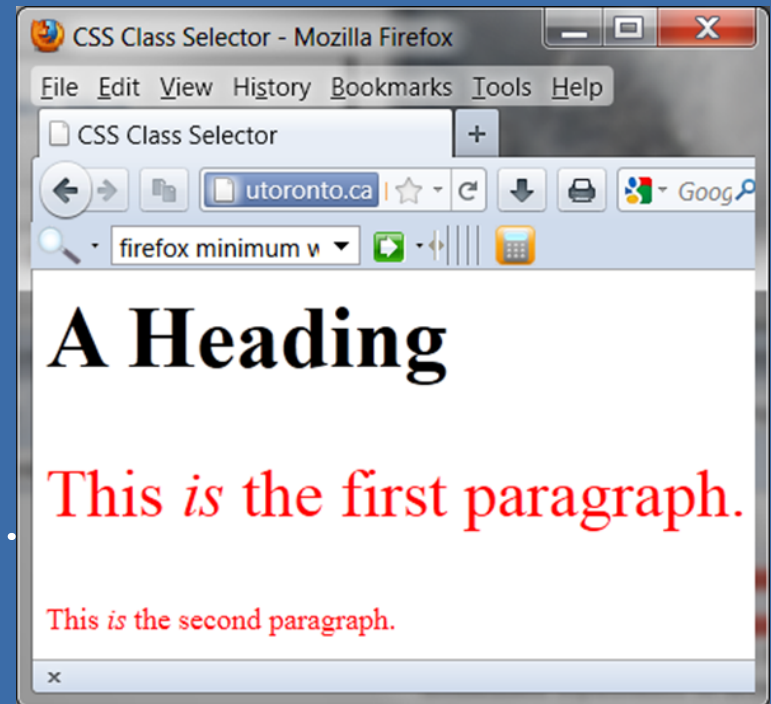 CSS Class Selector - Mozilla Firefox
File Edit View History Bookmarks Tools Help
CSS Class Selector
utoronto.ca Goog
firefox minimum w
A Heading
This is the first paragraph.
This is the second paragraph.